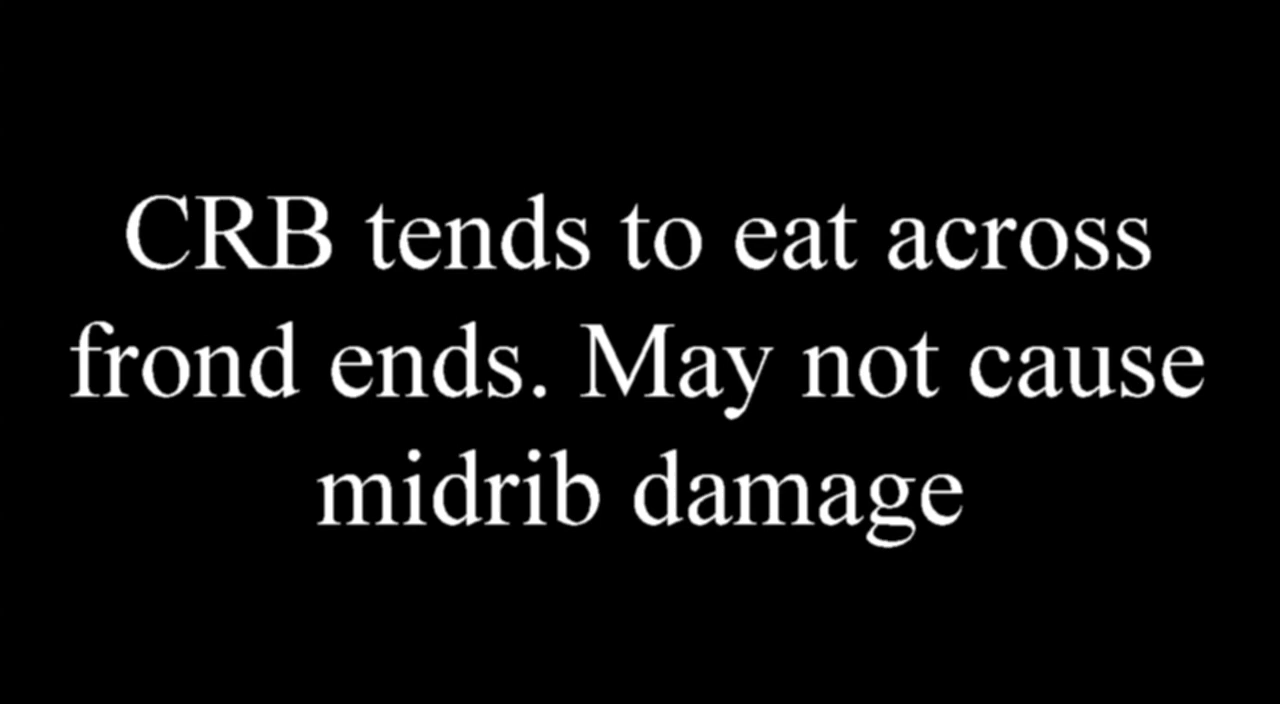 CRB tends to eat across
frond ends. May not cause
midrib damage